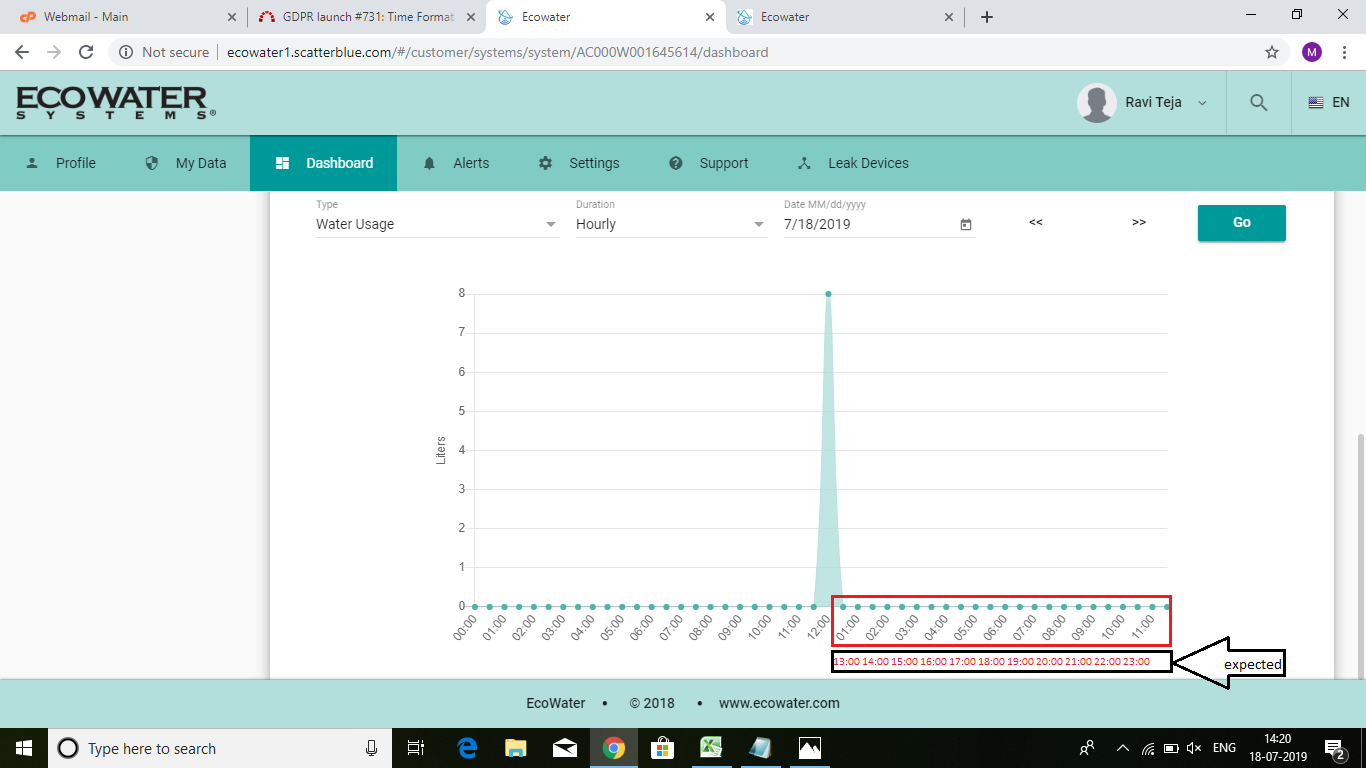 Webmail - Main
GDPR launch #731: Time Format
Ecowater
Ecowater
Not secure
ecowater1.scatterblue.com/#/customer/systems/system/AC000W001645614/dashboard
M
ECOWATER
SYSTEMS®
Ravi Teja
EN
Profile
My Data
Dashboard
Alerts
Settings
Support
Leak Devices
Type
Duration
Date MM/dd/yyyy
Water Usage
Hourly
7/18/2019
<<
>>
Go
8
7
6
5
4
3
2
1
0
Liters
00:00 01:00 02:00 03:00 04:00 05:00 06:00 07:00 08:00 09:00 10:00 11:00 12:00 01:00 02:00 03:00 04:00 05:00 06:00 07:00 08:00 09:00 10:00 11:00
13:00 14:00 15:00 16:00 17:00 18:00 19:00 20:00 21:00 22:00 23:00
expected
EcoWater • © 2018 • www.ecowater.com
Type here to search
ENG
14:20
18-07-2019
2